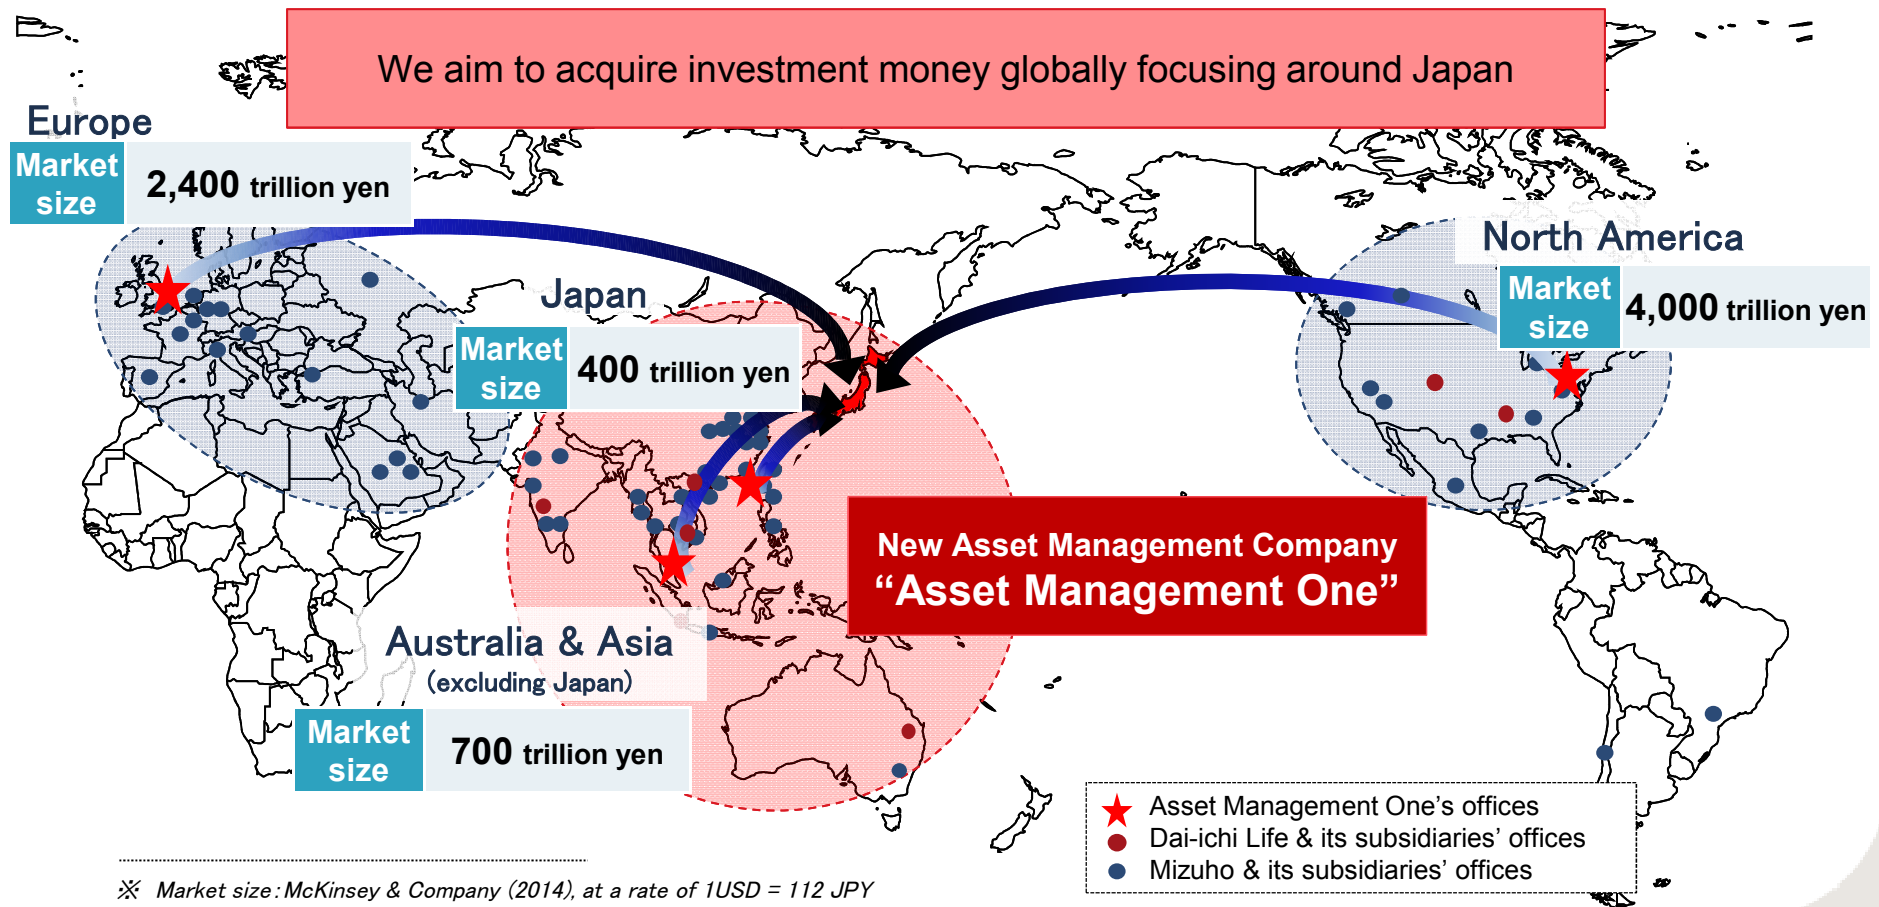 We aim to acquire investment money globally focusing around Japan
Europe
Market
size
2,400 trillion yen
North America
Market
size
4,000 trillion yen
Japan
Market
size
400 trillion yen
New Asset Management Company
“Asset Management One”
Australia & Asia
(excluding Japan)
Market
size
700 trillion yen
Asset Management One’s offices
Dai-ichi Life & its subsidiaries’ offices
Mizuho & its subsidiaries’ offices
※ Market size: McKinsey & Company (2014), at a rate of 1USD = 112 JPY